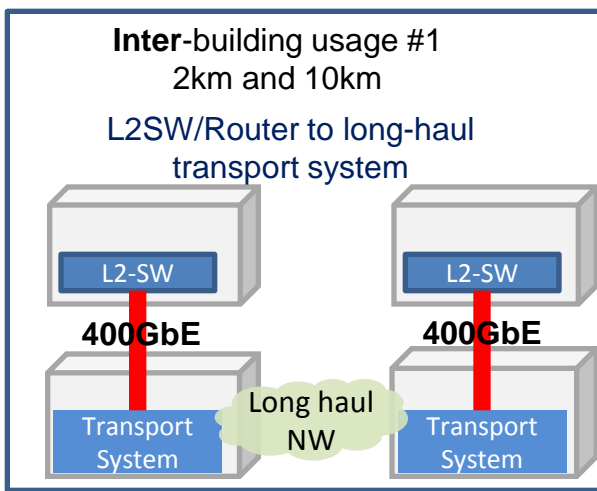 Inter-building usage #1
2km and 10km
L2SW/Router to long-haul
transport system
L2-SW
L2-SW
400GbE
400GbE
Transport
System
Long haul
NW
Transport
System